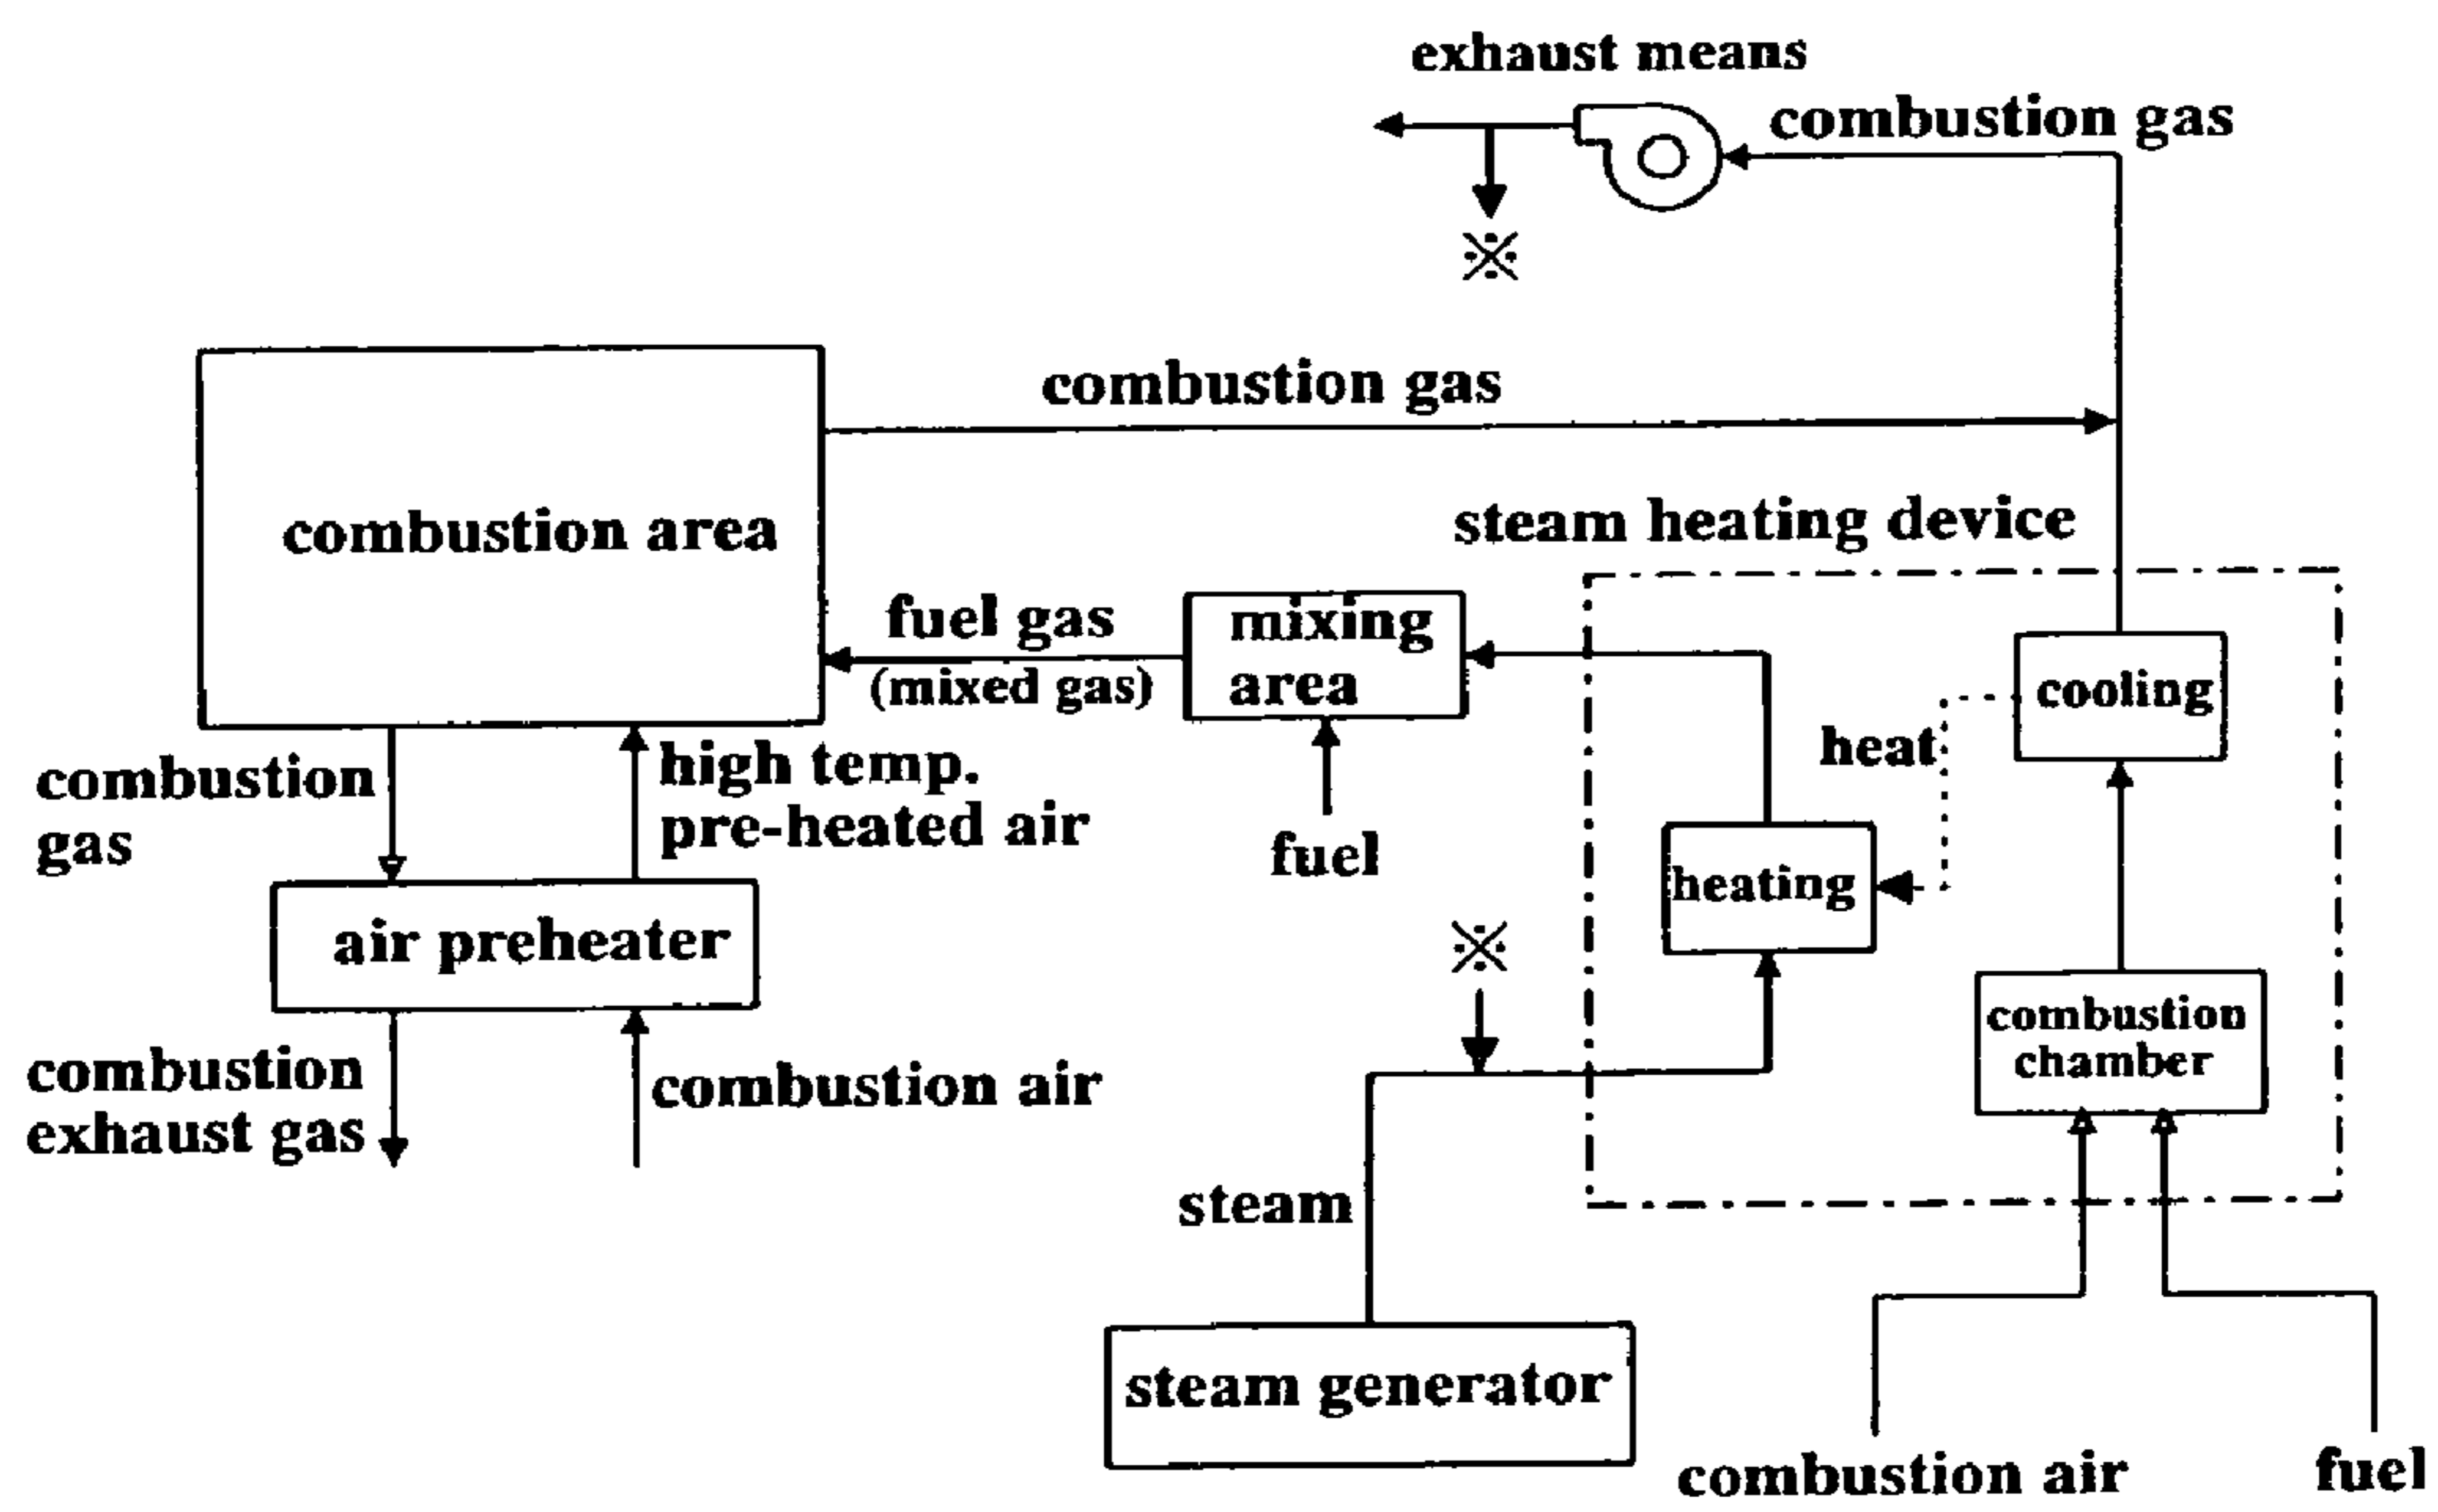 exhaust means
combustion gas
※
combustion gas
combustion area
steam heating device
fuel gas
(mixed gas)
mixing
area
cooling
heat
combustion
gas
high temp.
pre-heated air
fuel
heating
air preheater
※
combustion
chamber
combustion
exhaust gas
combustion air
steam
steam generator
combustion air
fuel